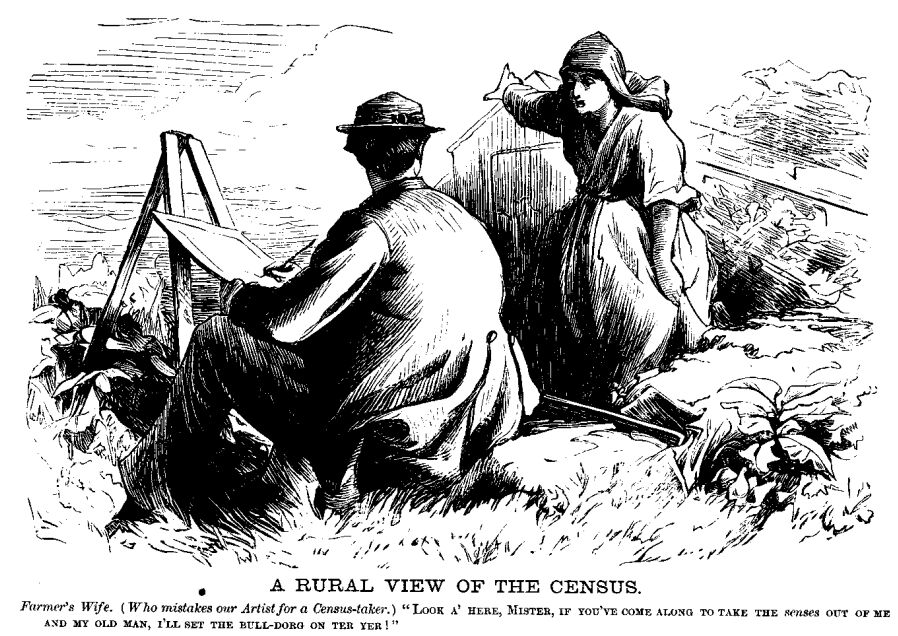 A RURAL VIEW OF THE CENSUS.
Farmer's Wife. (Who mistakes our Artist for a Census-taker.) "LOOK A' HERE, MISTER, IF YOU'VE COME ALONG TO TAKE THE senses OUT OF ME
AND MY OLD MAN, I'LL SET THE BULL-DORG ON TER YER!"